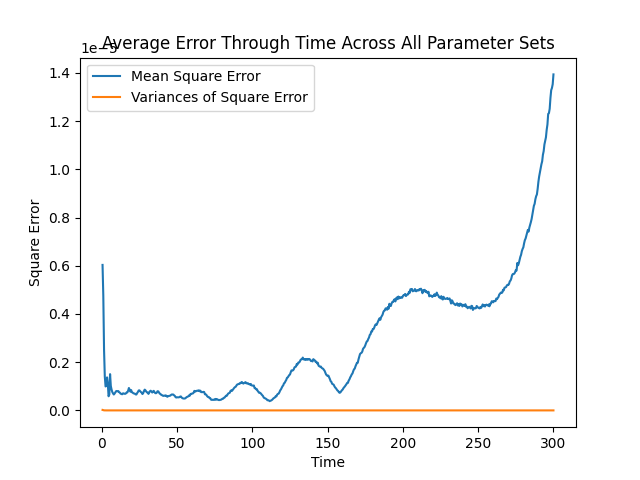 Average Error Through Time Across All Parameter Sets
Mean Square Error
Variances of Square Error
1.4
1.2
1.0
0.8
0.6
0.4
0.2
0.0
Square Error
0 50 100 150 200 250 300
Time